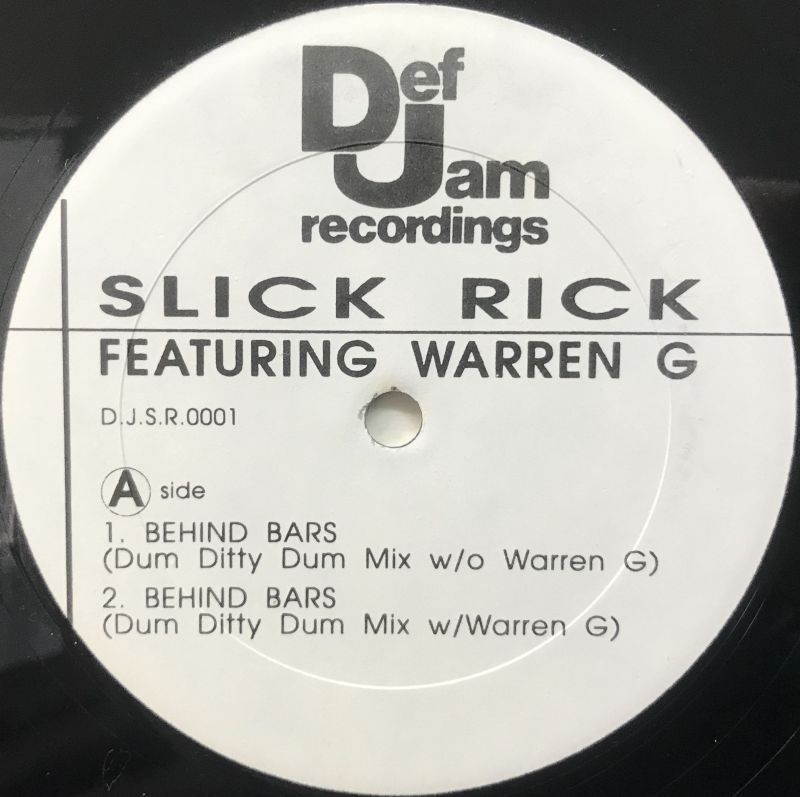 Def
Jam
recordings
SLICK RICK
FEATURING WARREN G
D.J.S.R.0001
A side
1. BEHIND BARS
(Dum Ditty Dum Mix w/o Warren G)
2. BEHIND BARS
(Dum Ditty Dum Mix w/Warren G)